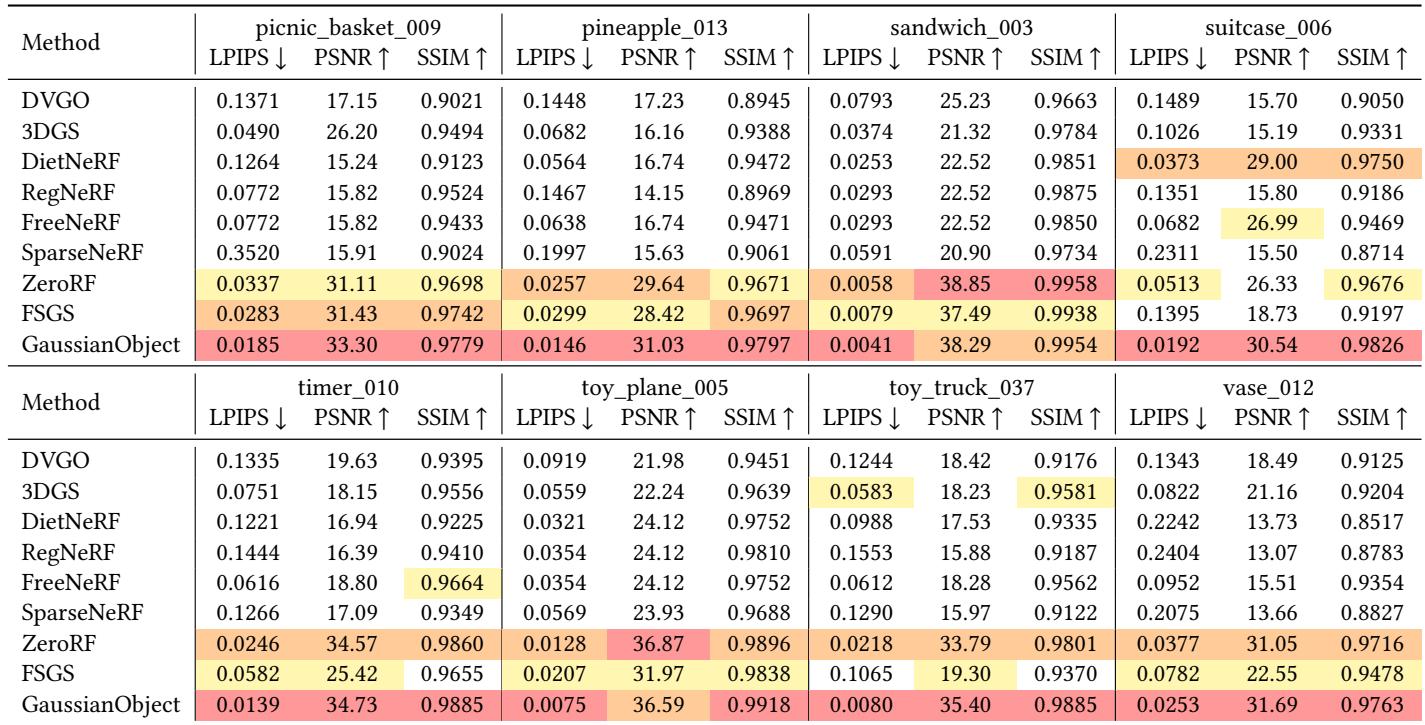 Method picnic_basket_009 pineapple_013 sandwich_003 suitcase_006
LPIPS ↓ PSNR ↑ SSIM ↑ LPIPS ↓ PSNR ↑ SSIM ↑ LPIPS ↓ PSNR ↑ SSIM ↑ LPIPS ↓ PSNR ↑ SSIM ↑
DVGO 0.1371 17.15 0.9021 0.1448 17.23 0.8945 0.0793 25.23 0.9663 0.1489 15.70 0.9050
3DGS 0.0490 26.20 0.9494 0.0682 16.16 0.9388 0.0374 21.32 0.9784 0.1026 15.19 0.9331
DietNeRF 0.1264 15.24 0.9123 0.0564 16.74 0.9472 0.0253 22.52 0.9851 0.0373 29.00 0.9750
RegNeRF 0.0772 15.82 0.9524 0.1467 14.15 0.8969 0.0293 22.52 0.9875 0.1351 15.80 0.9186
FreeNeRF 0.0772 15.82 0.9433 0.0638 16.74 0.9471 0.0293 22.52 0.9850 0.0682 26.99 0.9469
SparseNeRF 0.3520 15.91 0.9024 0.1997 15.63 0.9061 0.0591 20.90 0.9734 0.2311 15.50 0.8714
ZeroRF 0.0337 31.11 0.9698 0.0257 29.64 0.9671 0.0058 38.85 0.9958 0.0513 26.33 0.9676
FSGS 0.0283 31.43 0.9742 0.0299 28.42 0.9697 0.0079 37.49 0.9938 0.1395 18.73 0.9197
GaussianObject 0.0185 33.30 0.9779 0.0146 31.03 0.9797 0.0041 38.29 0.9954 0.0192 30.54 0.9826
Method timer_010 toy_plane_005 toy_truck_037 vase_012
LPIPS ↓ PSNR ↑ SSIM ↑ LPIPS ↓ PSNR ↑ SSIM ↑ LPIPS ↓ PSNR ↑ SSIM ↑ LPIPS ↓ PSNR ↑ SSIM ↑
DVGO 0.1335 19.63 0.9395 0.0919 21.98 0.9451 0.1244 18.42 0.9176 0.1343 18.49 0.9125
3DGS 0.0751 18.15 0.9556 0.0559 22.24 0.9639 0.0583 18.23 0.9581 0.0822 21.16 0.9204
DietNeRF 0.1221 16.94 0.9225 0.0321 24.12 0.9752 0.0988 17.53 0.9335 0.2242 13.73 0.8517
RegNeRF 0.1444 16.39 0.9410 0.0354 24.12 0.9810 0.1553 15.88 0.9187 0.2404 13.07 0.8783
FreeNeRF 0.0616 18.80 0.9664 0.0354 24.12 0.9752 0.0612 18.28 0.9562 0.0952 15.51 0.9354
SparseNeRF 0.1266 17.09 0.9349 0.0569 23.93 0.9688 0.1290 15.97 0.9122 0.2075 13.66 0.8827
ZeroRF 0.0246 34.57 0.9860 0.0128 36.87 0.9896 0.0218 33.79 0.9801 0.0377 31.05 0.9716
FSGS 0.0582 25.42 0.9655 0.0207 31.97 0.9838 0.1065 19.30 0.9370 0.0782 22.55 0.9478
GaussianObject 0.0139 34.73 0.9885 0.0075 36.59 0.9918 0.0080 35.40 0.9885 0.0253 31.69 0.9763